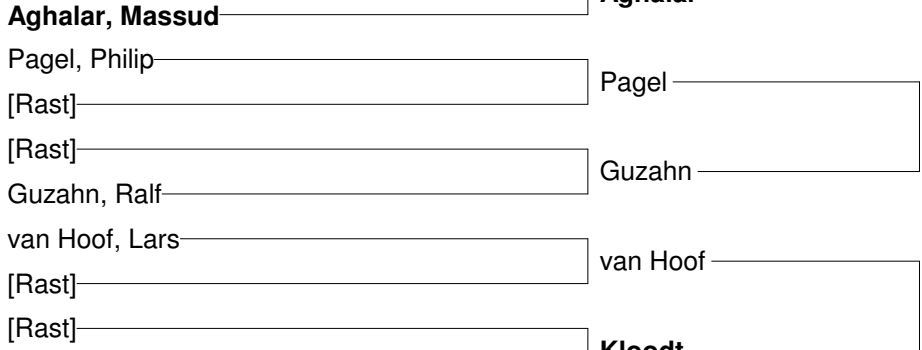 Aghalar, Massud
Pagel, Philip
Pagel
[Rast]
[Rast]
Guzahn
Guzahn, Ralf
van Hoof, Lars
van Hoof
[Rast]
[Rast]